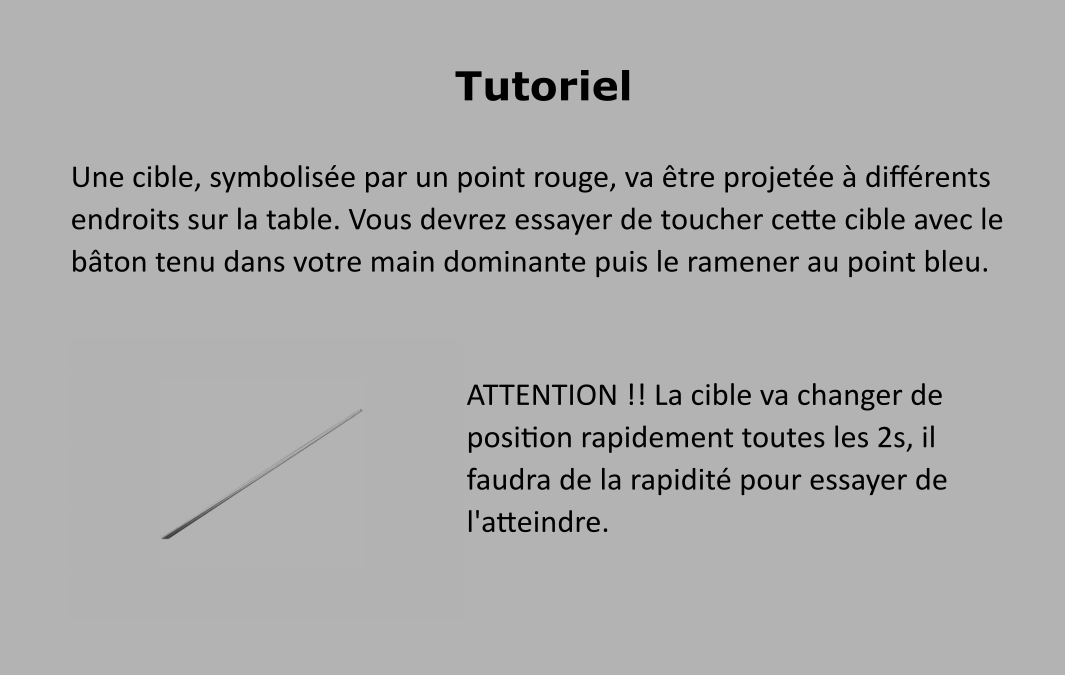 Tutoriel
Une cible, symbolisée par un point rouge, va être projetée à différents
endroits sur la table. Vous devrez essayer de toucher cette cible avec le
bâton tenu dans votre main dominante puis le ramener au point bleu.
ATTENTION !! La cible va changer de
position rapidement toutes les 2s, il
faudra de la rapidité pour essayer de
l'atteindre.